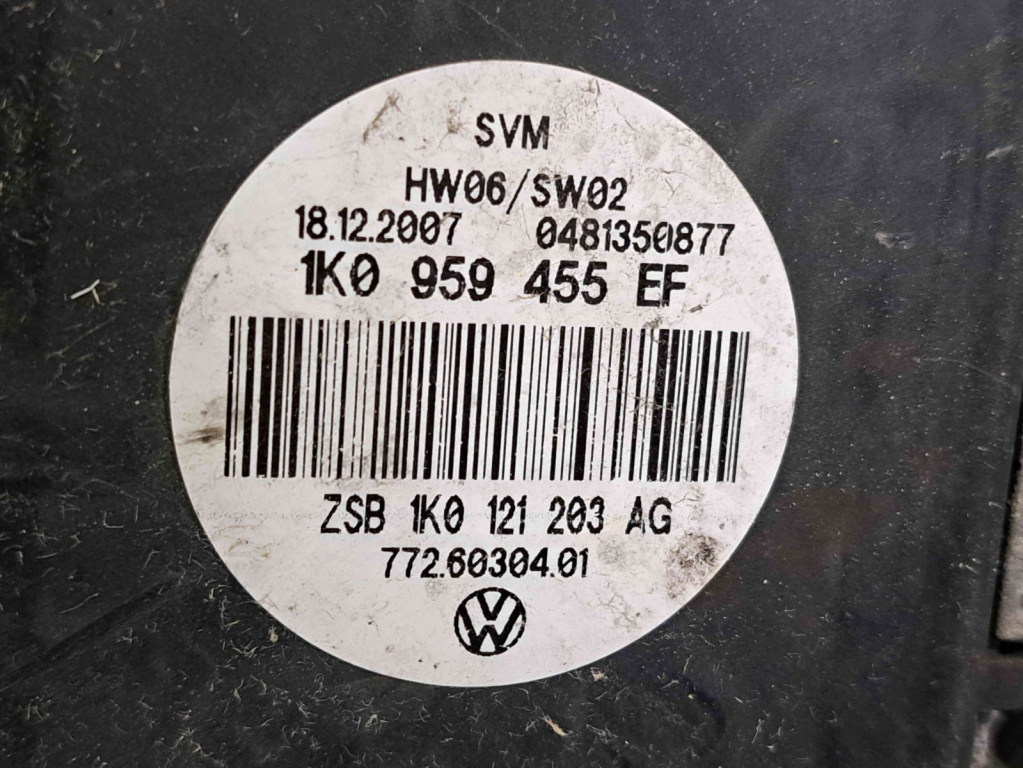 SVM
HW06/SW02
18.12.2007 0481350877
1K0 959 455 EF
ZSB 1K0 121 203 AG
772.60304.01
VW